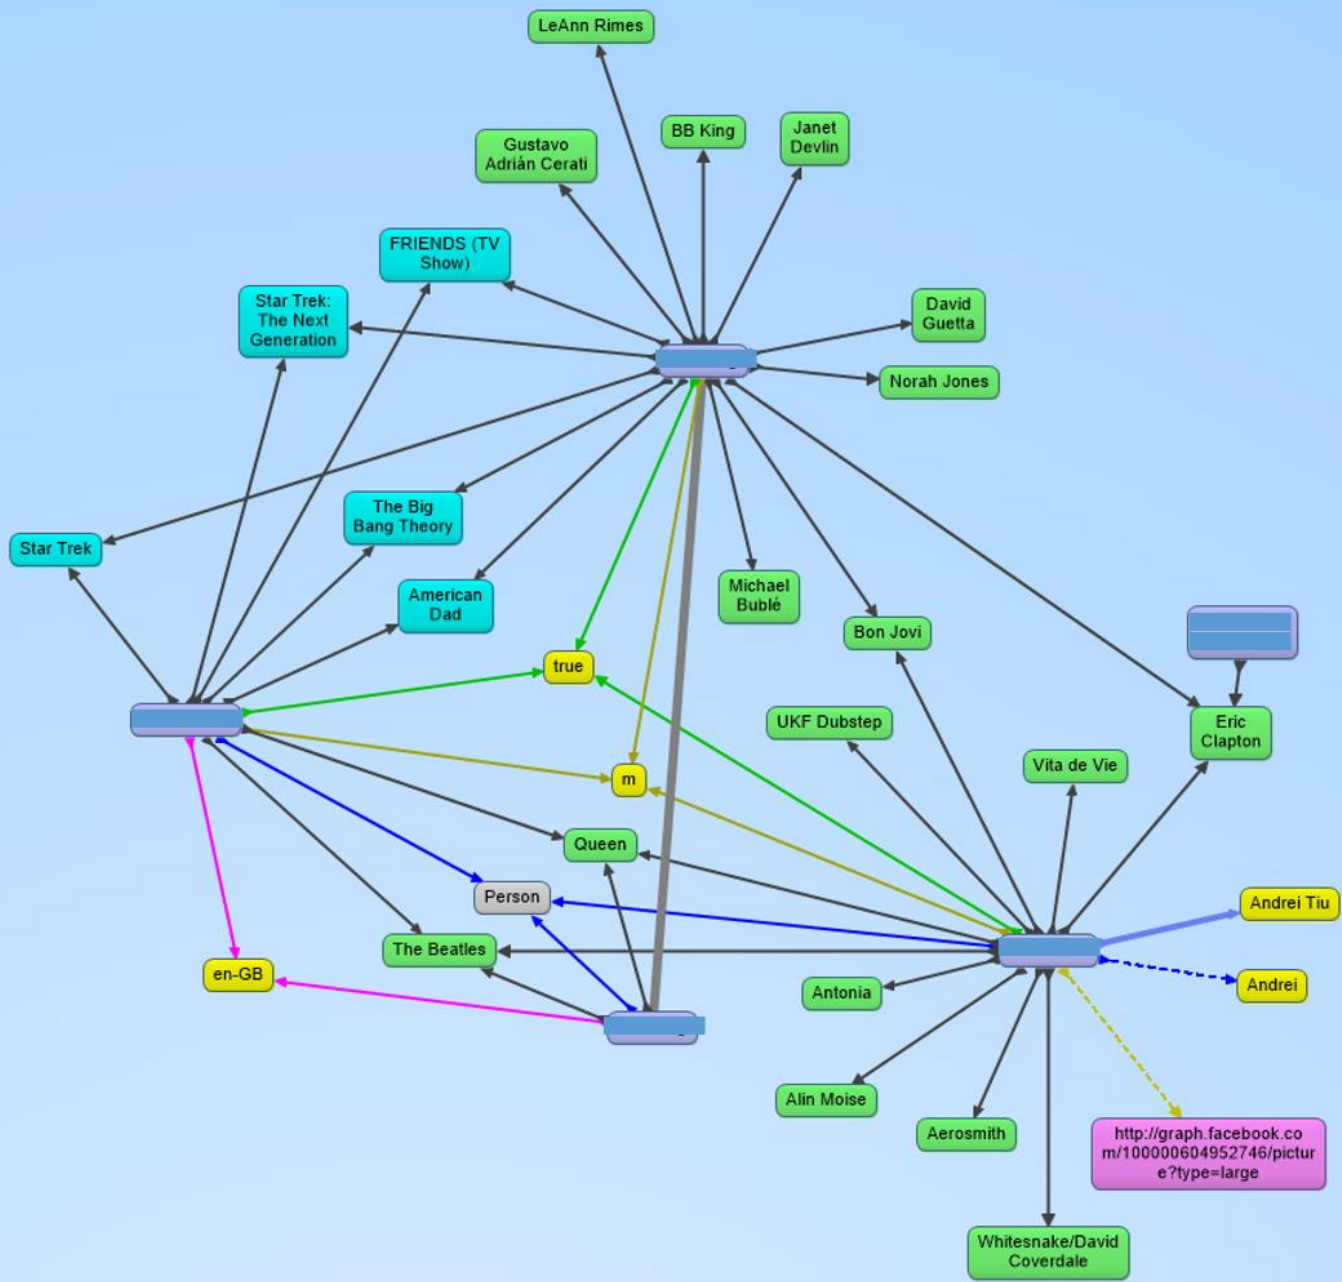 LeAnn Rimes
BB King
Janet
Devlin
Gustavo
Adrián Cerati
FRIENDS (TV
Show)
Star Trek:
The Next
Generation
David
Guetta
Norah Jones
The Big
Bang Theory
Star Trek
American
Dad
Michael
Bublé
Bon Jovi
true
UKF Dubstep
Eric
Clapton
Vita de Vie
m
Queen
Person
Andrei Tiu
The Beatles
en-GB
Antonia
Andrei
Alin Moise
Aerosmith
http://graph.facebook.co
m/100000604952746/pictur
e?type=large
Whitesnake/David
Coverdale